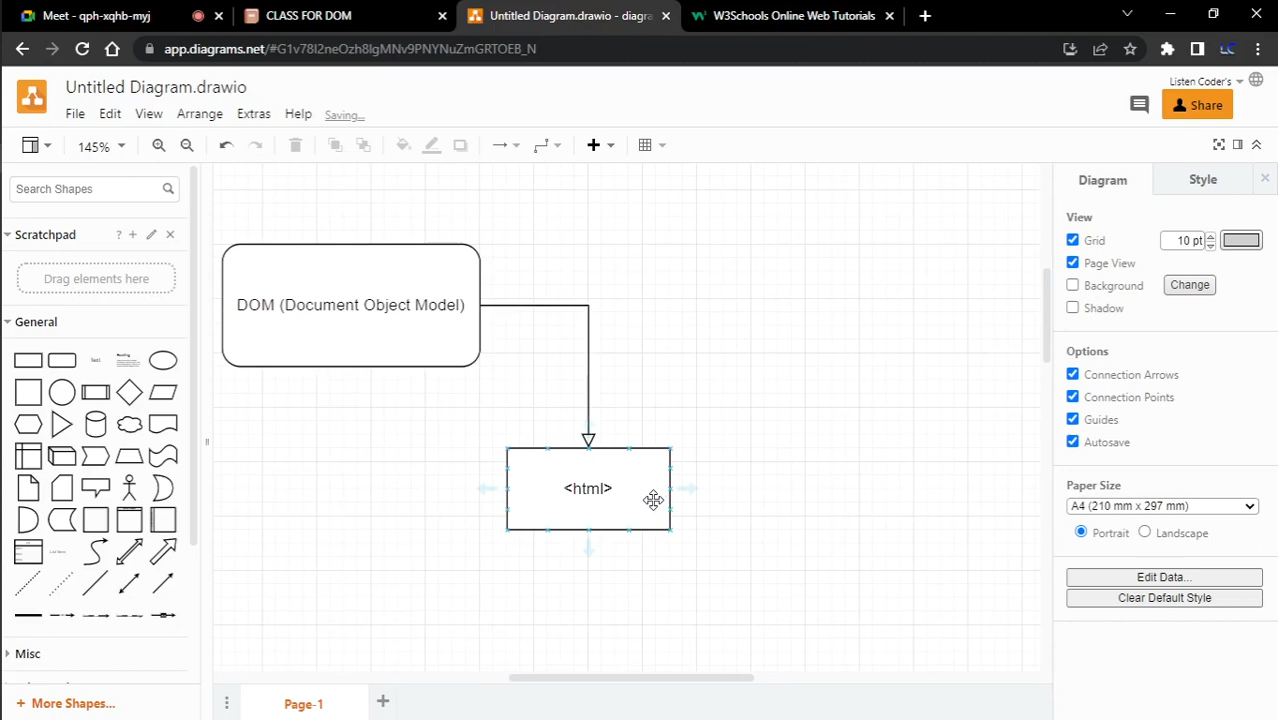 Meet - qph-xqhb-myj
CLASS FOR DOM
Untitled Diagram.drawio - diagra
W3Schools Online Web Tutorials
app.diagrams.net/#G1v78I2neOzh8lgMNv9PNYNuZmGRTOEB_N
Untitled Diagram.drawio
Listen Coder's
File Edit View Arrange Extras Help Saving...
Share
145%
Search Shapes
Diagram Style
Scratchpad ?
Drag elements here
General
View
Grid 10 pt
Page View
Background Change
Shadow
Options
Connection Arrows
Connection Points
Guides
Autosave
Paper Size
A4 (210 mm x 297 mm)
Portrait Landscape
Edit Data...
Clear Default Style
DOM (Document Object Model)
<html>
Text
Heading
Misc
More Shapes...
Page-1